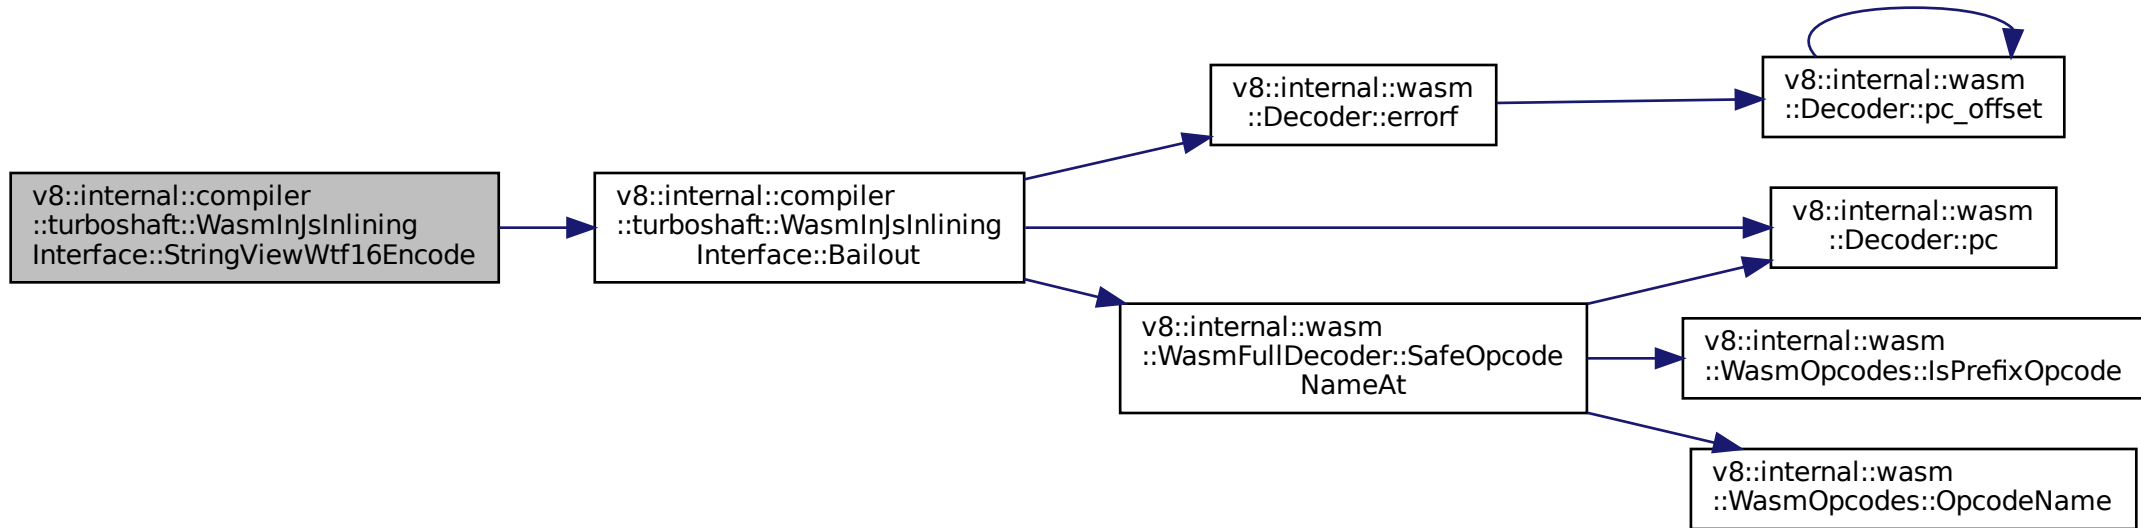 v8::internal::compiler
::turboshaft::WasmInJsInlining
Interface::StringViewWtf16Encode
v8::internal::compiler
::turboshaft::WasmInJsInlining
Interface::Bailout
v8::internal::wasm
::Decoder::errorf
v8::internal::wasm
::Decoder::pc_offset
v8::internal::wasm
::Decoder::pc
v8::internal::wasm
::WasmFullDecoder::SafeOpcode
NameAt
v8::internal::wasm
::WasmOpcodes::IsPrefixOpcode
v8::internal::wasm
::WasmOpcodes::OpcodeName